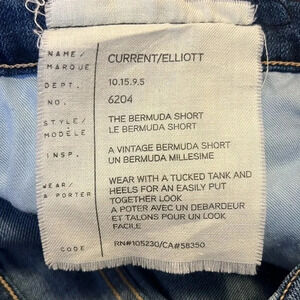 NAME/ MARQUE CURRENT/ELLIOTT
DEPT. 10.15.9.5
NO. 6204
STYLE/ MODÈLE THE BERMUDA SHORT
LE BERMUDA SHORT
INSP. A VINTAGE BERMUDA SHORT
UN BERMUDA MILLESIME
WEAR/ A PORTER WEAR WITH A TUCKED TANK AND
HEELS FOR AN EASILY PUT
TOGETHER LOOK
A PORTER AVEC UN DEBARDEUR
ET TALONS POUR UN LOOK
FACILE
CODE RN#105230/CA#58350